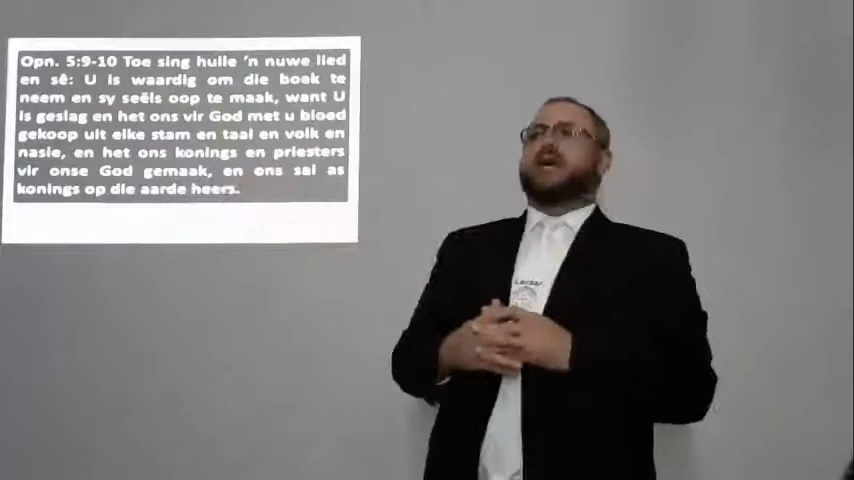 Opn. 5:9-10 Toe sing hulle 'n nuwe lied
en sê: U is waardig om die boek te
neem en sy seëls oop te maak, want U
is geslag en het ons vir God met u bloed
gekoop uit elke stam en taal en volk en
nasie, en het ons konings en priesters
vir onse God gemaak, en ons sal as
konings op die aarde heers.